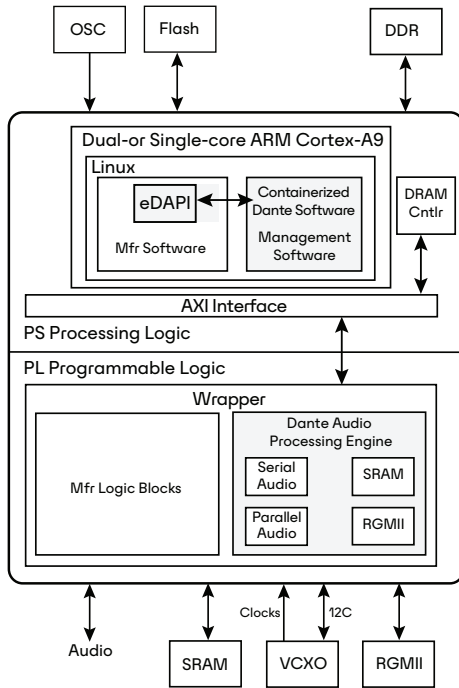 OSC
Flash
DDR
Dual-or Single-core ARM Cortex-A9
Linux
eDAPI
Mfr Software
Containerized
Dante Software
Management
Software
DRAM
Cntlr
AXI Interface
PS Processing Logic
PL Programmable Logic
Wrapper
Mfr Logic Blocks
Dante Audio
Processing Engine
Serial
Audio
SRAM
Parallel
Audio
RGMII
Audio
SRAM
Clocks
VCXO
12C
RGMII